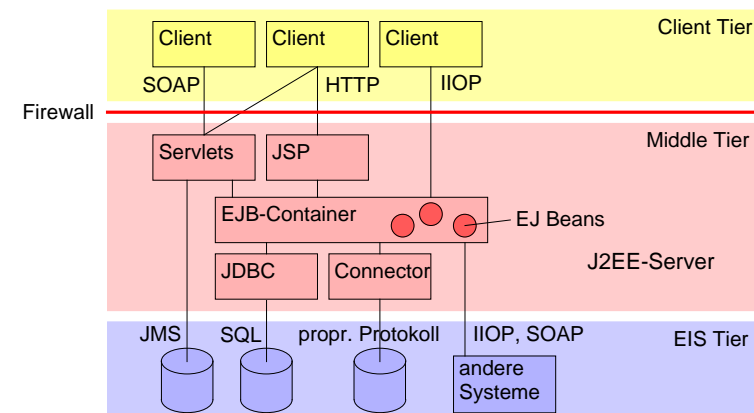 Client
Client
Client
Client Tier
SOAP
HTTP
IIOP
Firewall
Servlets
JSP
Middle Tier
EJB-Container
EJ Beans
JDBC
Connector
J2EE-Server
JMS
SQL
propr. Protokoll
IIOP, SOAP
EIS Tier
andere
Systeme